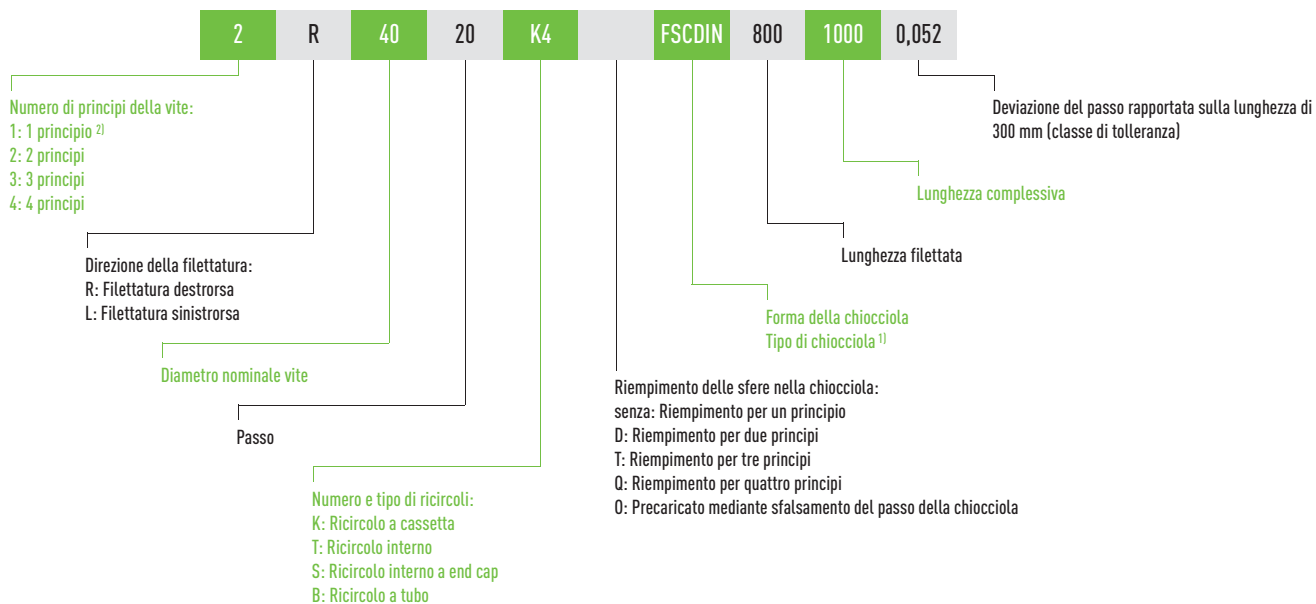 2 R 40 20 K4 FSCDIN 800 1000 0,052
Numero di principi della vite:
1: 1 principio 2)
2: 2 principi
3: 3 principi
4: 4 principi
Direzione della filettatura:
R: Filettatura destrorsa
L: Filettatura sinistrorsa
Diametro nominale vite
Passo
Numero e tipo di ricircoli:
K: Ricircolo a cassetta
T: Ricircolo interno
S: Ricircolo interno a end cap
B: Ricircolo a tubo
Riempimento delle sfere nella chiocciola:
senza: Riempimento per un principio
D: Riempimento per due principi
T: Riempimento per tre principi
Q: Riempimento per quattro principi
O: Precaricato mediante sfalsamento del passo della chiocciola
Forma della chiocciola
Tipo di chiocciola 1)
Lunghezza filettata
Lunghezza complessiva
Deviazione del passo rapportata sulla lunghezza di
300 mm (classe di tolleranza)